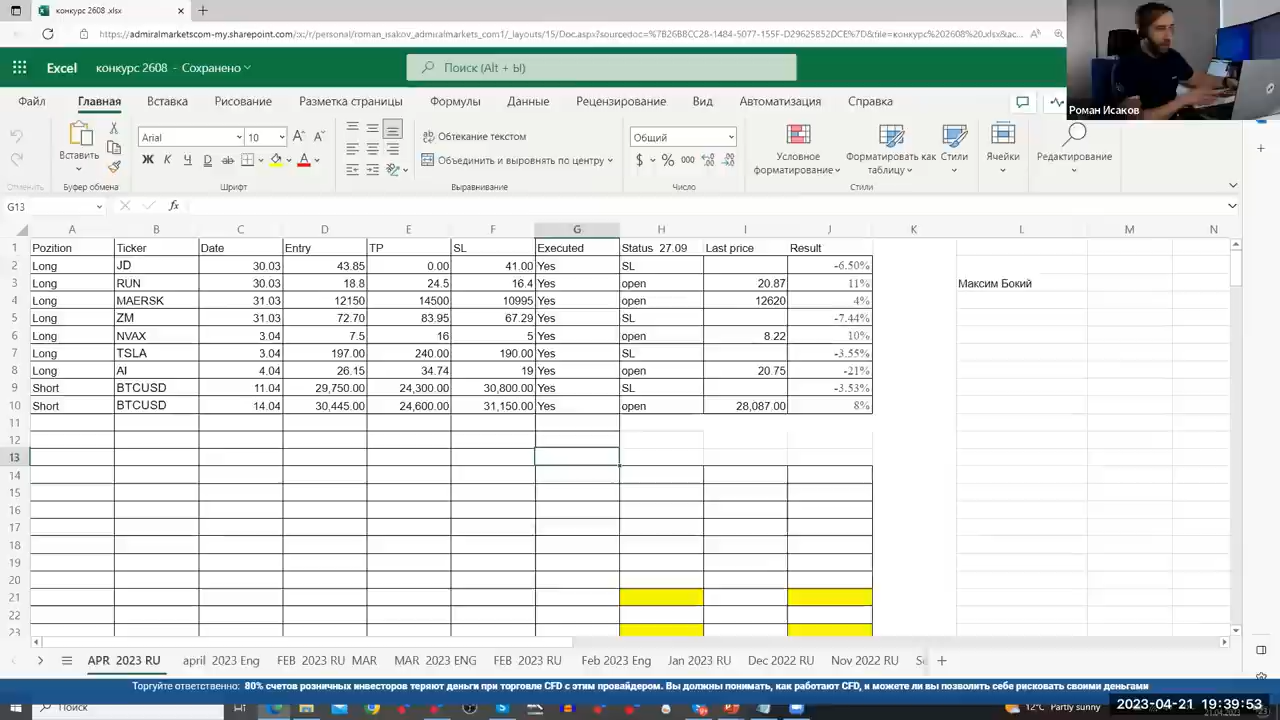 конкурс 2608 .xlsx
https://admiralmarketscom-my.sharepoint.com/:x:/r/personal/roman_isakov_admiralmarkets_com1/_layouts/15/Doc.aspx?sourcedoc=%7B26BBCC28-1484-5077-155F-D29625852DCE%7D&file=конкурс%202608%20.xlsx&ac...
Роман Исаков
Excel
конкурс 2608 - Сохранено
Поиск (Alt + Ы)
Файл Главная Вставка Рисование Разметка страницы Формулы Данные Рецензирование Вид Автоматизация Справка
Arial 10
Обтекание текстом
Общий
Вставить
Ж К Ч D ab
Объединить и выровнять по центру
$ % 000
Условное форматирование
Форматировать как таблицу
Стили
Ячейки
Редактирование
Отменить Буфер обмена Шрифт Выравнивание Число Стили
G13 fx
A B C D E F G H I J K L M N
1 Pozition Ticker Date Entry TP SL Executed Status 27.09 Last price Result
2 Long JD 30.03 43.85 0.00 41.00 Yes SL -6.50%
3 Long RUN 30.03 18.8 24.5 16.4 Yes open 20.87 11% Максим Бокий
4 Long MAERSK 31.03 12150 14500 10995 Yes open 12620 4%
5 Long ZM 31.03 72.70 83.95 67.29 Yes SL -7.44%
6 Long NVAX 3.04 7.5 16 5 Yes open 8.22 10%
7 Long TSLA 3.04 197.00 240.00 190.00 Yes SL -3.55%
8 Long AI 4.04 26.15 34.74 19 Yes open 20.75 -21%
9 Short BTCUSD 11.04 29,750.00 24,300.00 30,800.00 Yes SL -3.53%
10 Short BTCUSD 14.04 30,445.00 24,600.00 31,150.00 Yes open 28,087.00 8%
11
12
13
14
15
16
17
18
19
20
21
22
23
APR 2023 RU april 2023 Eng FEB 2023 RU MAR MAR 2023 ENG FEB 2023 RU Feb 2023 Eng Jan 2023 RU Dec 2022 RU Nov 2022 RU
Торгуйте ответственно: 80% счетов розничных инвесторов теряют деньги при торговле CFD с этим провайдером. Вы должны понимать, как работают CFD, и можете ли вы позволить себе рисковать своими деньгами
Поиск
12°C Partly sunny
2023-04-21 19:39:53